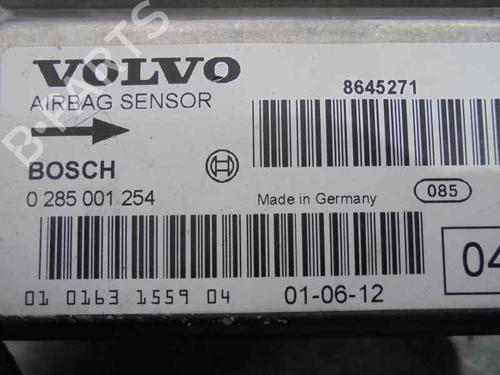 VOLVO
AIRBAG SENSOR
8645271
BOSCH
0 285 001 254
Made in Germany
085
04
01 0163 1559 04
01-06-12
B-PARTS